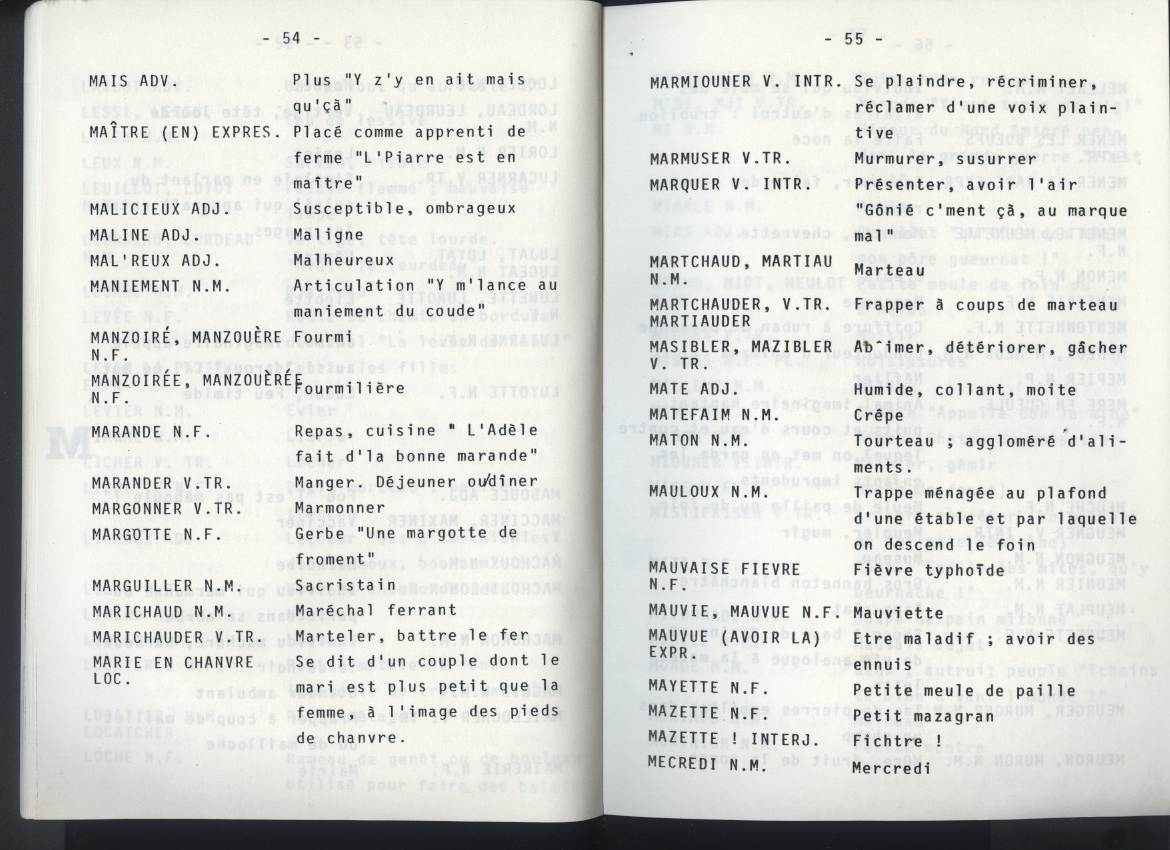 - 54 -
MAIS ADV. Plus "Y z'y en ait mais
qu'çà"
MAÎTRE (EN) EXPRES. Placé comme apprenti de
ferme "L'Piarre est en
maître"
MALICIEUX ADJ. Susceptible, ombrageux
MALINE ADJ. Maligne
MAL'REUX ADJ. Malheureux
MANIEMENT N.M. Articulation "Y m'lance au
maniement du coude"
MANZOIRÉ, MANZOUÈRE Fourmi
N.F.
MANZOIRÉE, MANZOUÈRÉE Fourmilière
N.F.
MARANDE N.F. Repas, cuisine " L'Adèle
fait d'la bonne marande"
MARANDER V.TR. Manger. Déjeuner ou/dîner
MARGONNER V.TR. Marmonner
MARGOTTE N.F. Gerbe "Une margotte de
froment"
MARGUILLER N.M. Sacristain
MARICHAUD N.M. Maréchal ferrant
MARICHAUDER V.TR. Marteler, battre le fer
MARIE EN CHANVRE Se dit d'un couple dont le
LOC.
mari est plus petit que la
femme, à l'image des pieds
de chanvre.
- 55 -
MARMIOUNER V. INTR. Se plaindre, récriminer,
réclamer d'une voix plain-
tive
MARMUSER V.TR. Murmurer, susurrer
MARQUER V. INTR. Présenter, avoir l'air
"Gônié c'ment çà, au marque
mal"
MARTCHAUD, MARTIAU Marteau
N.M.
MARTCHAUDER, V.TR. Frapper à coups de marteau
MARTIAUDER
MASIBLER, MAZIBLER Abîmer, détériorer, gâcher
V. TR.
MATE ADJ. Humide, collant, moite
MATEFAIM N.M. Crêpe
MATON N.M. Tourteau ; aggloméré d'ali-
ments.
MAULOUX N.M. Trappe ménagée au plafond
d'une étable et par laquelle
on descend le foin
MAUVAISE FIEVRE Fièvre typhoïde
N.F.
MAUVIE, MAUVUE N.F. Mauviette
MAUVUE (AVOIR LA) Etre maladif ; avoir des
EXPR.
ennuis
MAYETTE N.F. Petite meule de paille
MAZETTE N.F. Petit mazagran
MAZETTE ! INTERJ. Fichtre !
MECREDI N.M. Mercredi